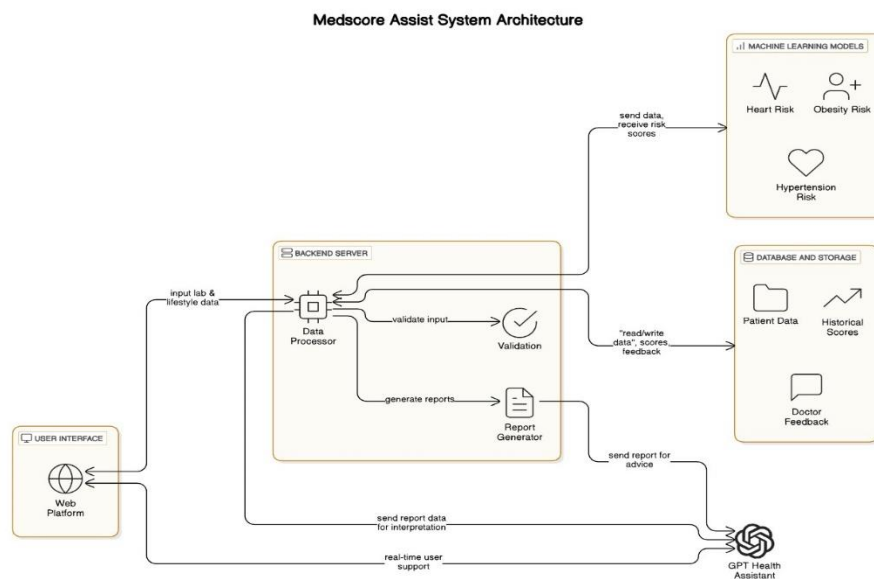 Medscore Assist System Architecture
MACHINE LEARNING MODELS
Heart Risk
Obesity Risk
Hypertension
Risk
send data,
receive risk
scores
BACKEND SERVER
DATABASE AND STORAGE
input lab &
lifestyle data
Data
Processor
validate input
Validation
"read/write
data", scores,
feedback
Patient Data
Historical
Scores
Doctor
Feedback
generate reports
Report
Generator
USER INTERFACE
Web
Platform
send report for
advice
send report data
for interpretation
real-time user
support
GPT Health
Assistant